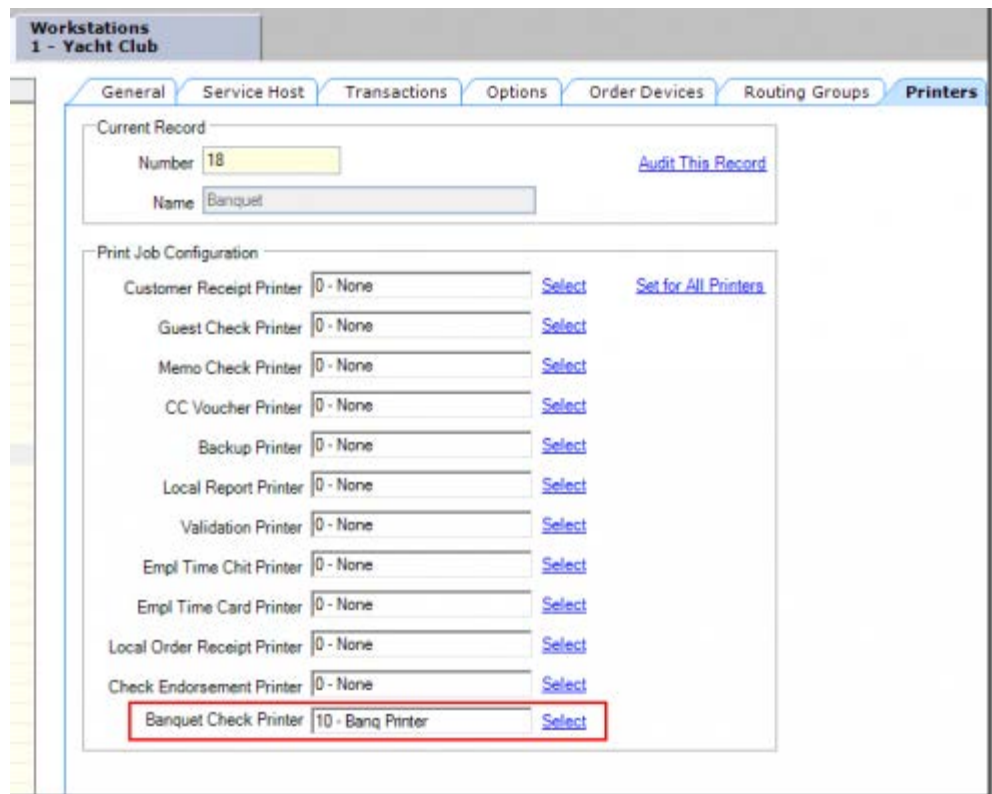 Workstations
1 - Yacht Club
General Service Host Transactions Options Order Devices Routing Groups Printers
Current Record
Number 18 Audit This Record
Name Banquet
Print Job Configuration
Customer Receipt Printer 0 - None Select Set for All Printers
Guest Check Printer 0 - None Select
Memo Check Printer 0 - None Select
CC Voucher Printer 0 - None Select
Backup Printer 0 - None Select
Local Report Printer 0 - None Select
Validation Printer 0 - None Select
Empl Time Chit Printer 0 - None Select
Empl Time Card Printer 0 - None Select
Local Order Receipt Printer 0 - None Select
Check Endorsement Printer 0 - None Select
Banquet Check Printer 10 - Banq Printer Select